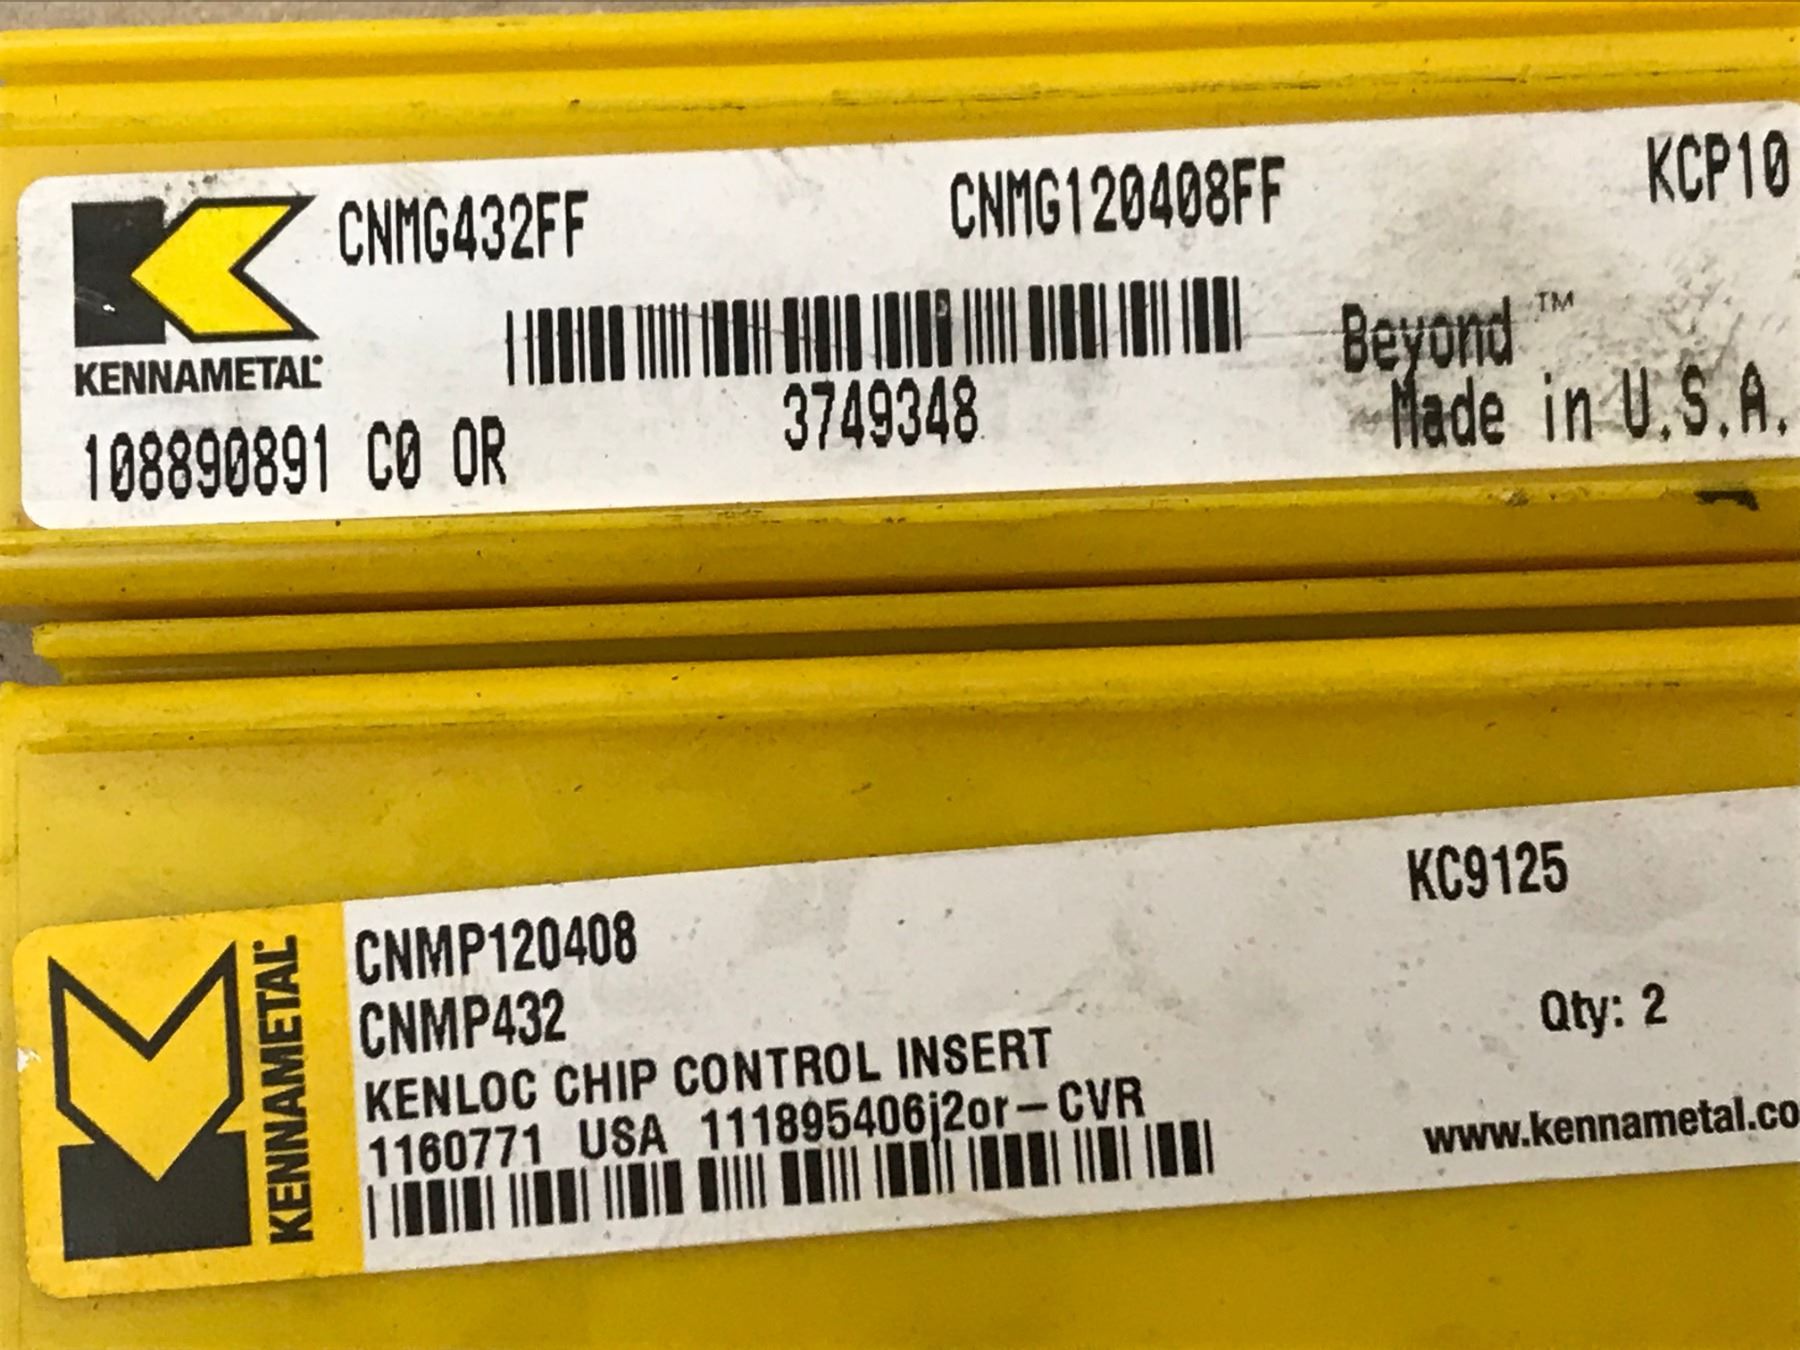 CNMG432FF CNMG120408FF KCP10
KENNAMETAL
Beyond™
3749348 Made in U.S.A.
108890891 C0 OR
KC9125
CNMP120408
CNMP432 Qty: 2
KENLOC CHIP CONTROL INSERT
1160771 USA 111895406j2or-CVR
www.kennametal.co
KENNAMETAL